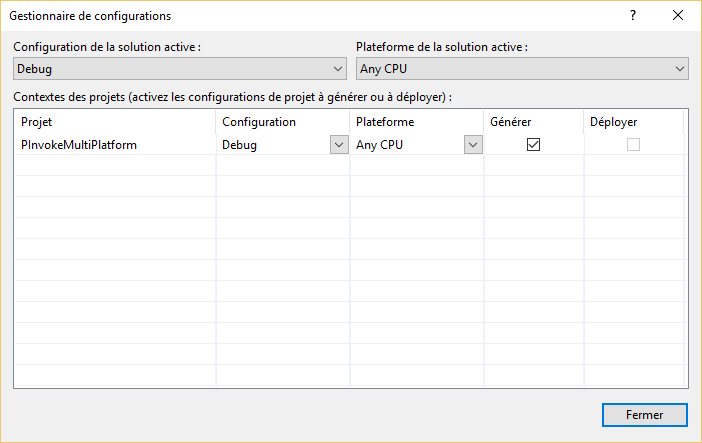 Gestionnaire de configurations
?
Configuration de la solution active :
Plateforme de la solution active :
Debug
Any CPU
Contextes des projets (activez les configurations de projet à générer ou à déployer) :
Projet Configuration Plateforme Générer Déployer
PInvokeMultiPlatform Debug Any CPU
Fermer